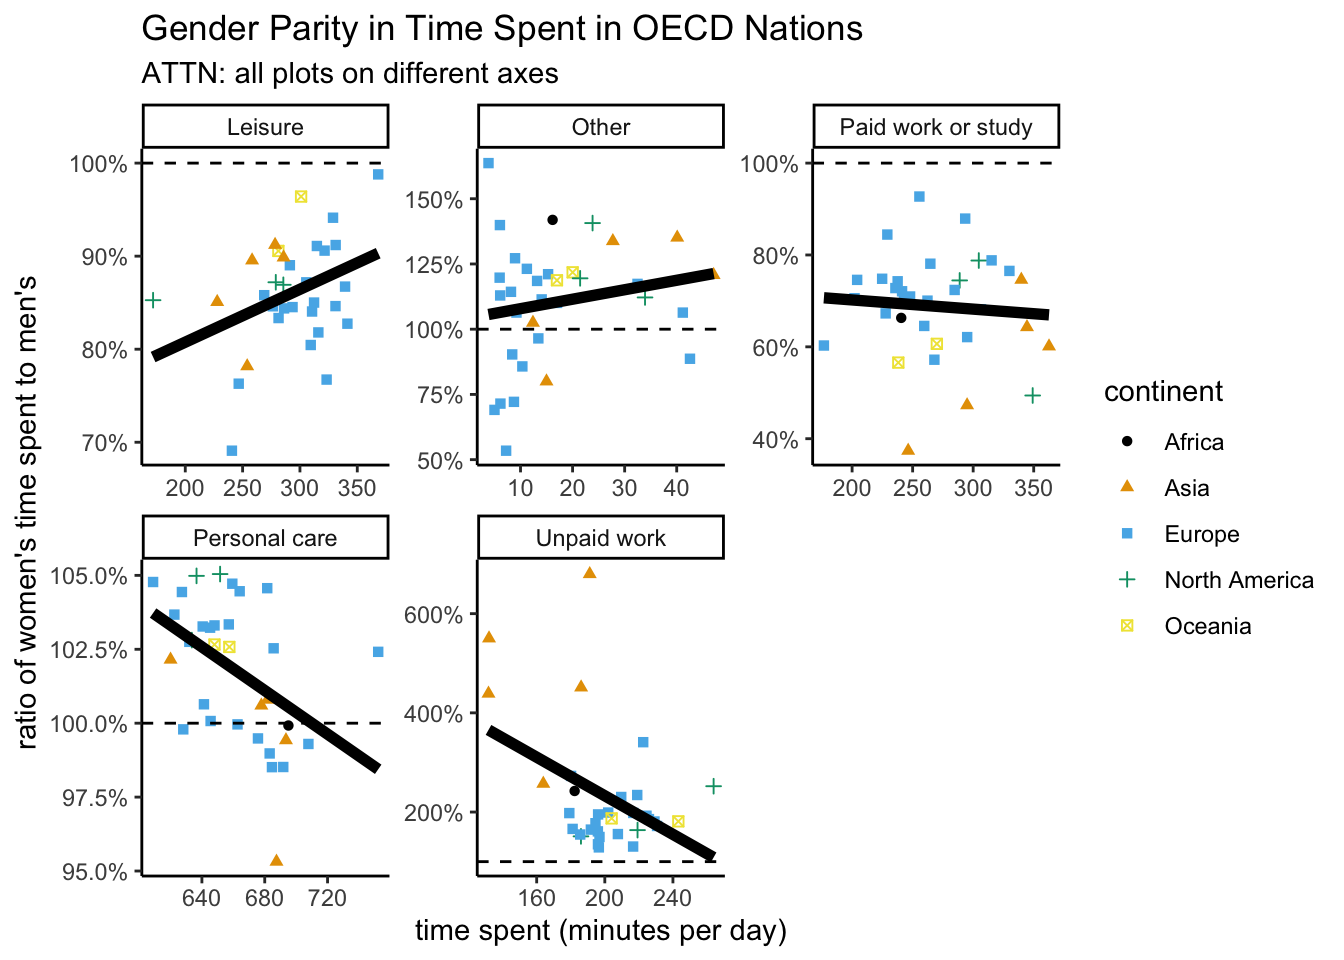 Gender Parity in Time Spent in OECD Nations
ATTN: all plots on different axes
Leisure
Other
Paid work or study
100%
90%
80%
70%
200 250 300 350
150%
125%
100%
75%
50%
10 20 30 40
100%
80%
60%
40%
200 250 300 350
Personal care
Unpaid work
105.0%
102.5%
100.0%
97.5%
95.0%
640 680 720
600%
400%
200%
160 200 240
ratio of women's time spent to men's
time spent (minutes per day)
continent
Africa
Asia
Europe
North America
Oceania